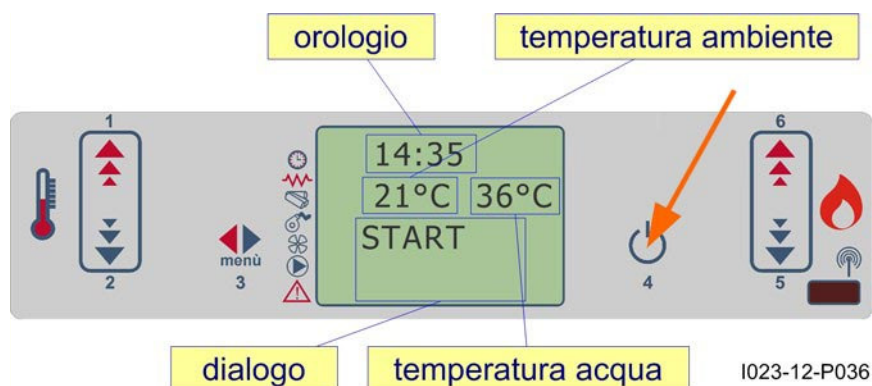 orologio
temperatura ambiente
1
6
14:35
21°C 36°C
START
menù
2
3
4
5
dialogo
temperatura acqua
I023-12-P036